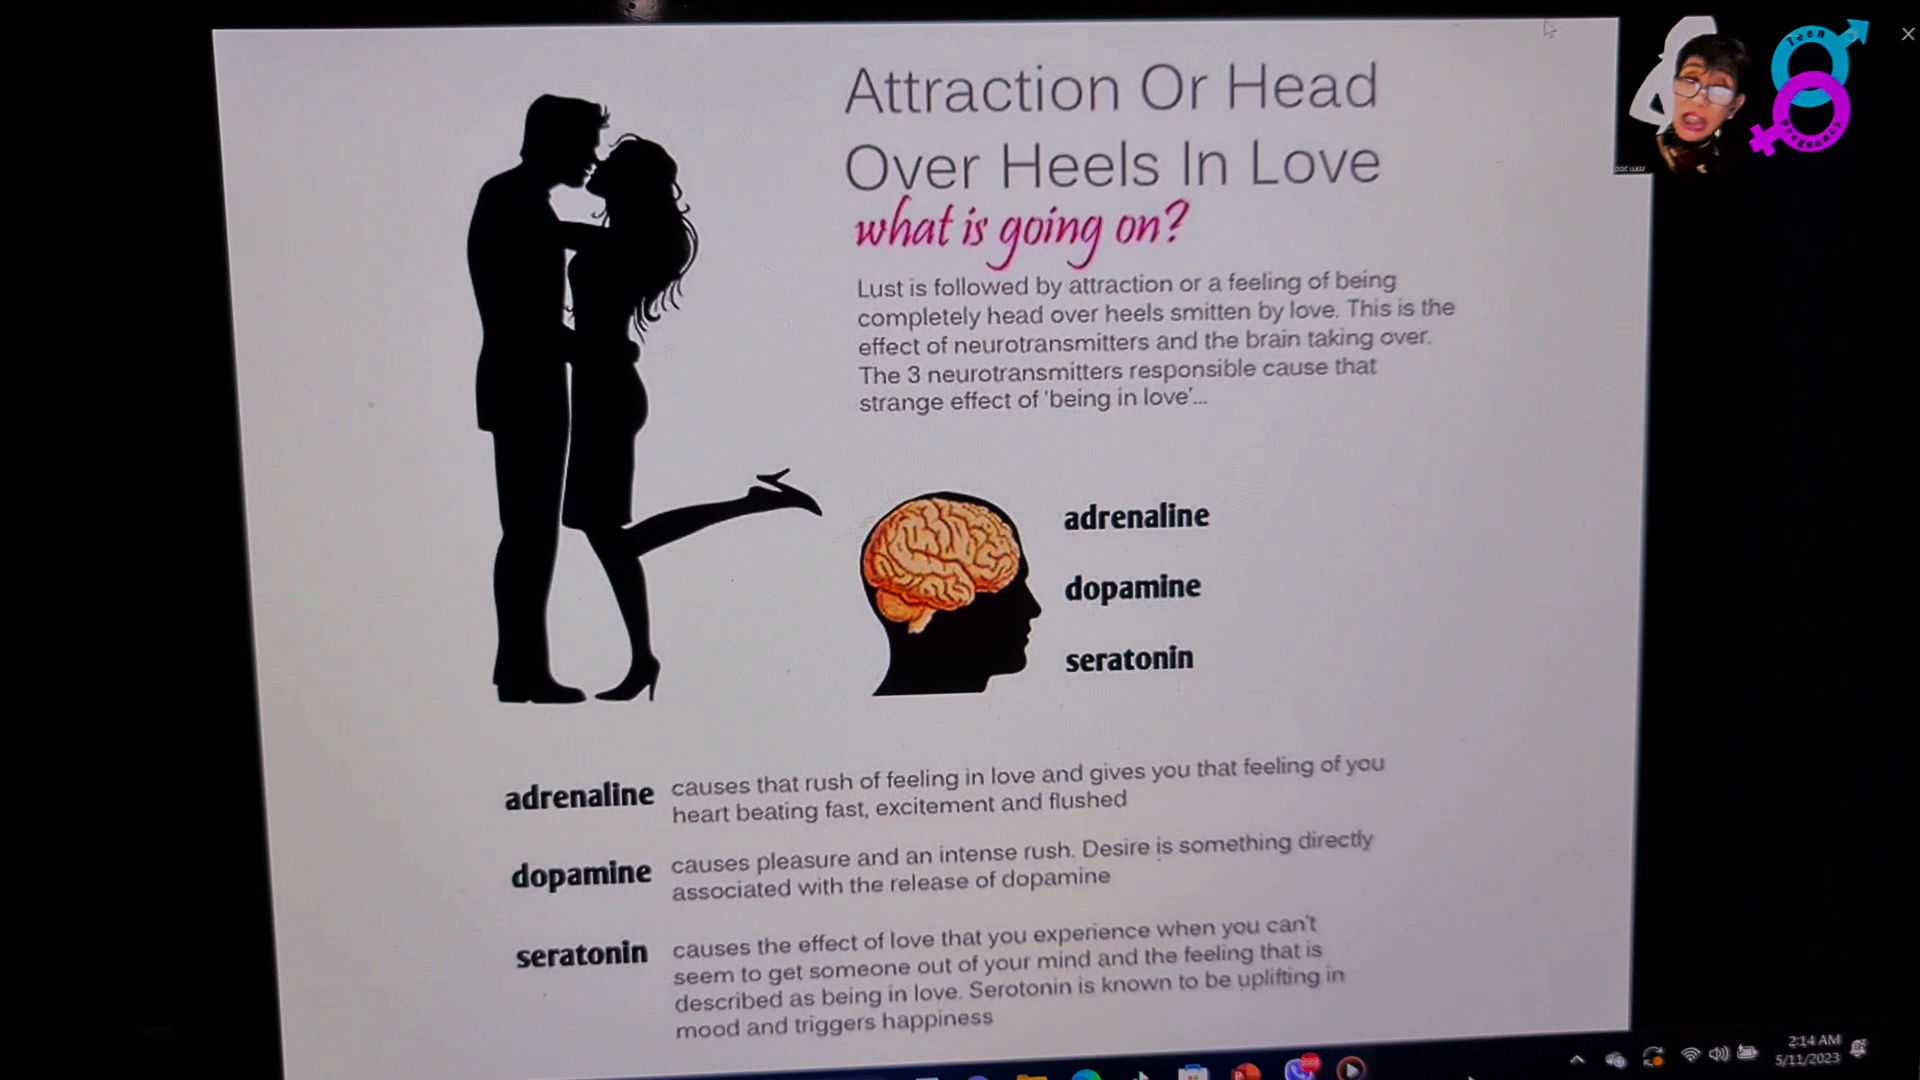 Attraction Or Head
Over Heels In Love
what is going on?
Lust is followed by attraction or a feeling of being
completely head over heels smitten by love. This is the
effect of neurotransmitters and the brain taking over.
The 3 neurotransmitters responsible cause that
strange effect of 'being in love'...
adrenaline
dopamine
seratonin
adrenaline causes that rush of feeling in love and gives you that feeling of you
heart beating fast, excitement and flushed
dopamine causes pleasure and an intense rush. Desire is something directly
associated with the release of dopamine
seratonin causes the effect of love that you experience when you can't
seem to get someone out of your mind and the feeling that is
described as being in love. Serotonin is known to be uplifting in
mood and triggers happiness
Teen
Pregnancy
DOC LULU
2:14 AM
5/11/2023